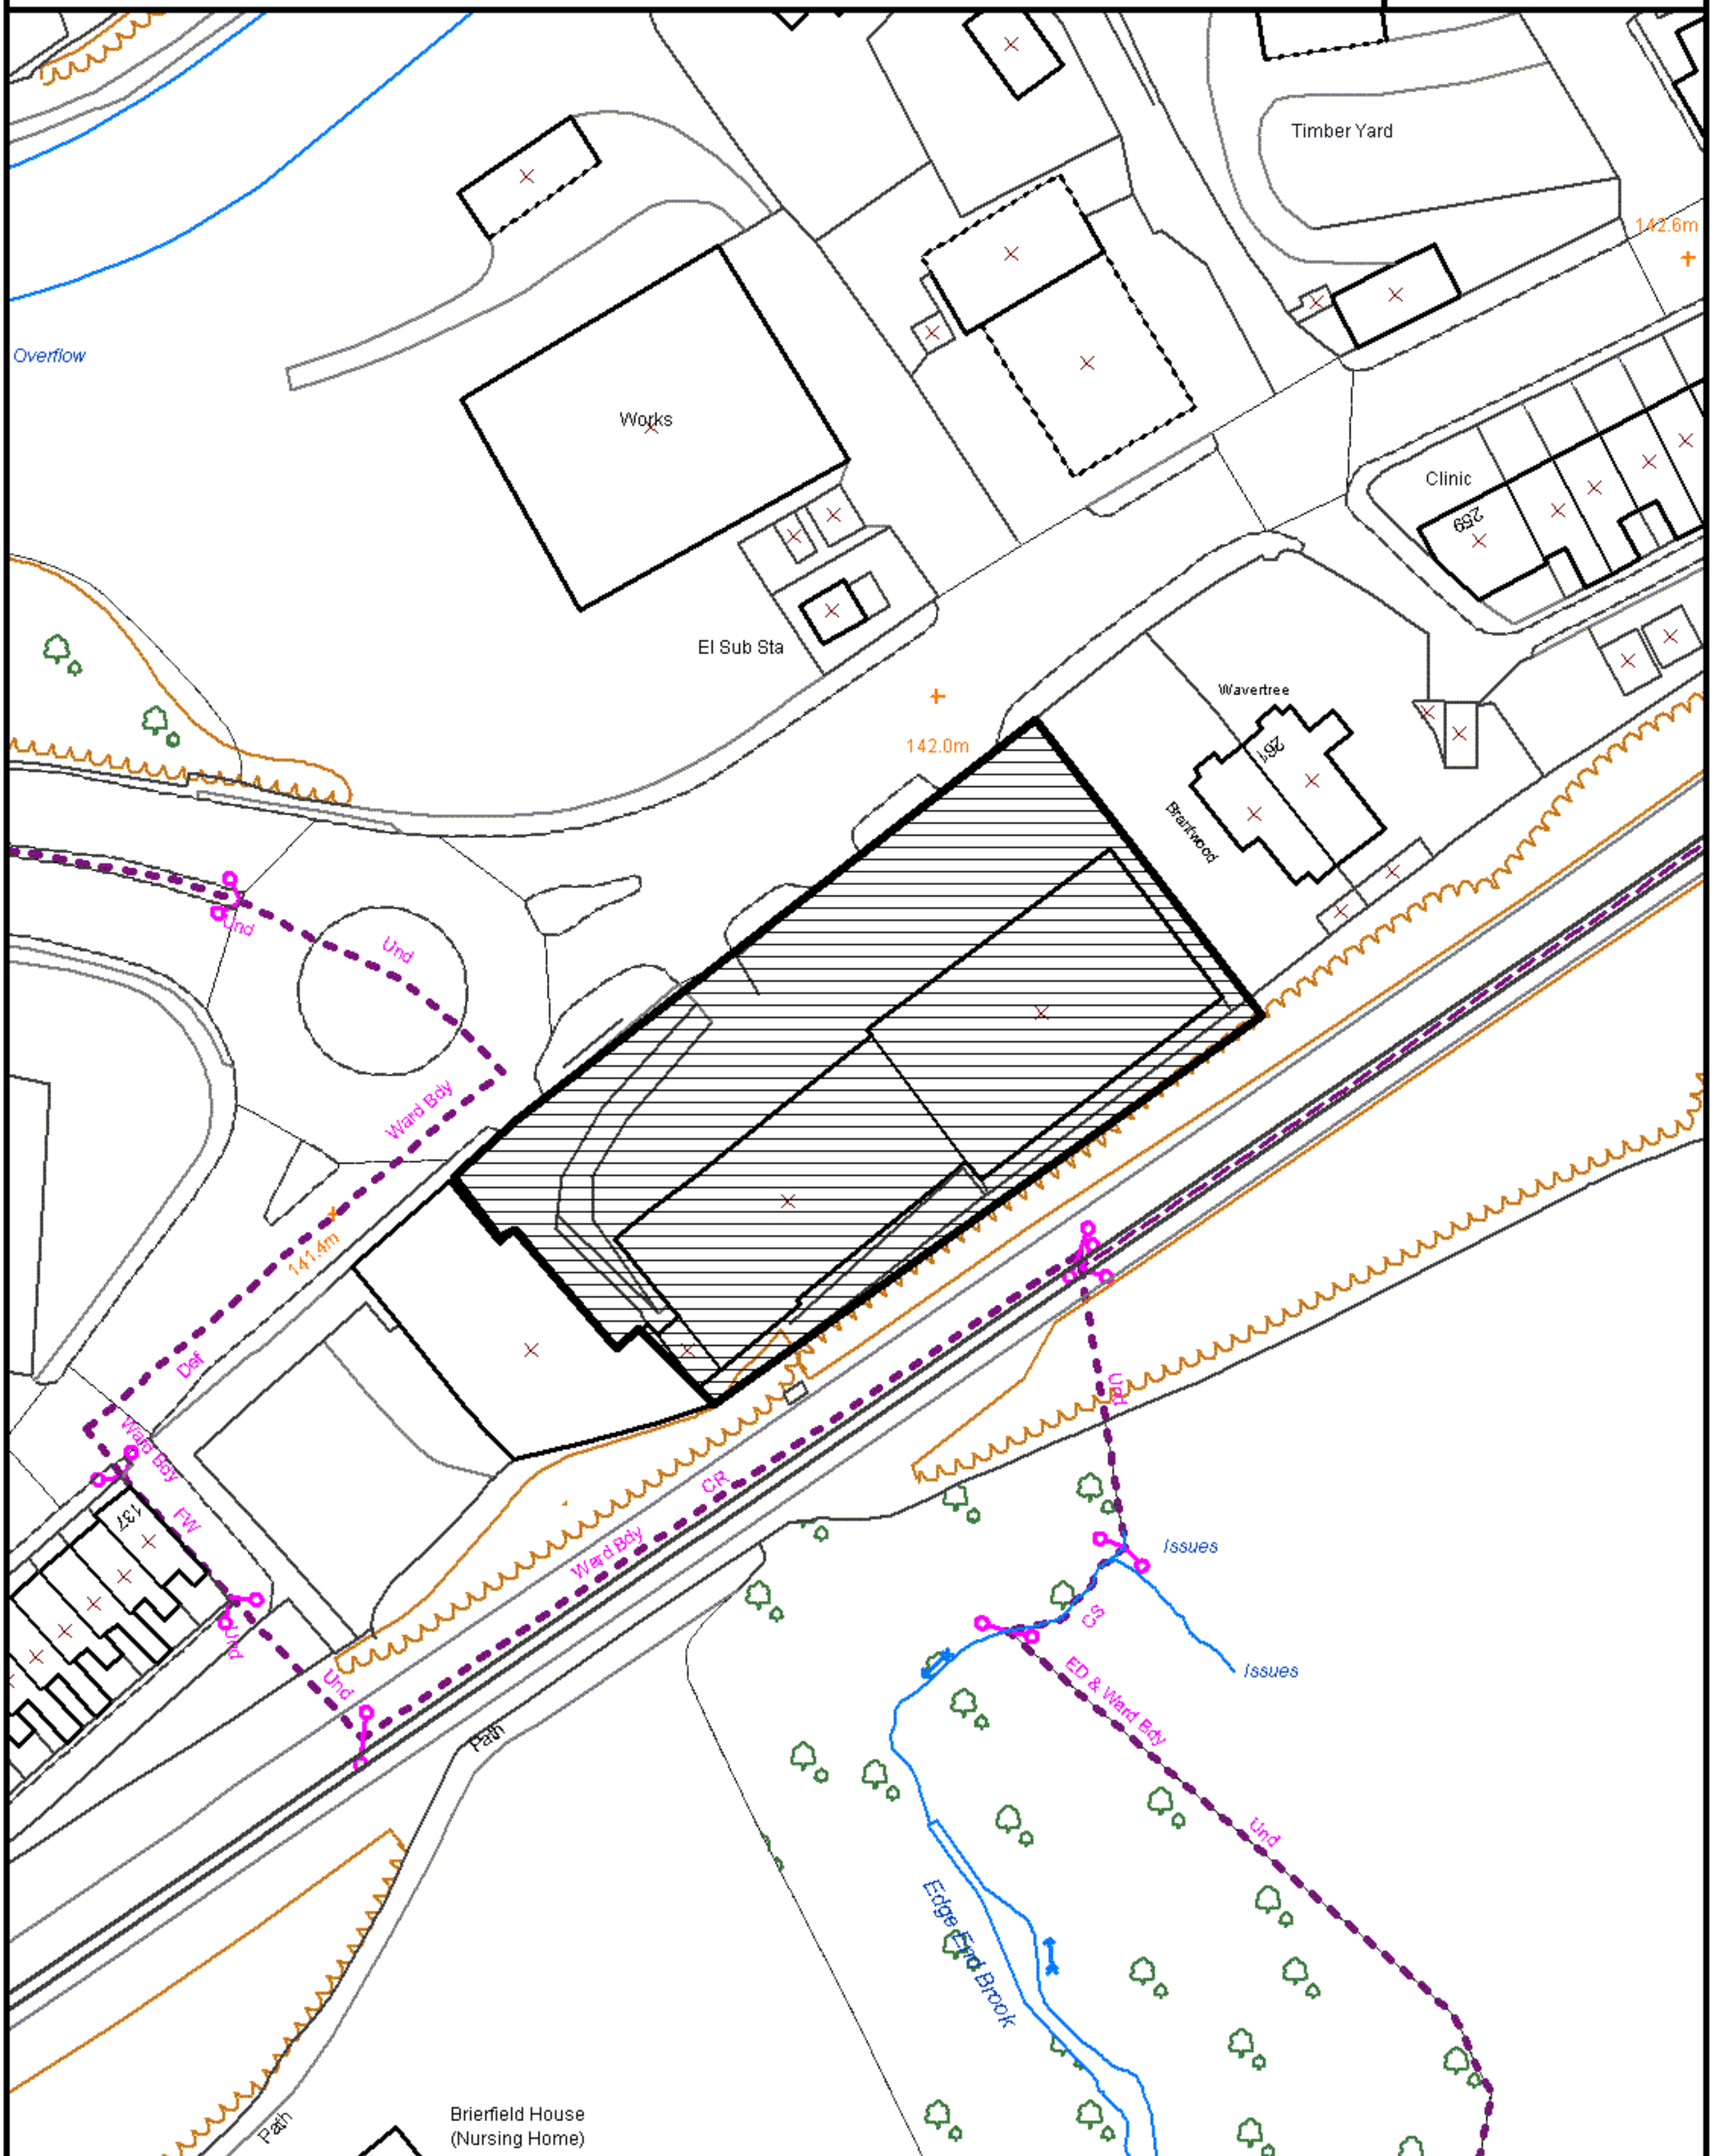 Timber Yard
142.6m
Overflow
Works
Clinic
259
El Sub Sta
Wavertree
142.0m
261
Brantwood
Und
Und
Ward Bdy
141.4m
Def
Ward Bdy
CR
Und
FW
137
Ward Bdy
Issues
CS
Und
Und
Issues
ED & Ward Bdy
Path
Und
Edge End Brook
Brierfield House
(Nursing Home)
Path